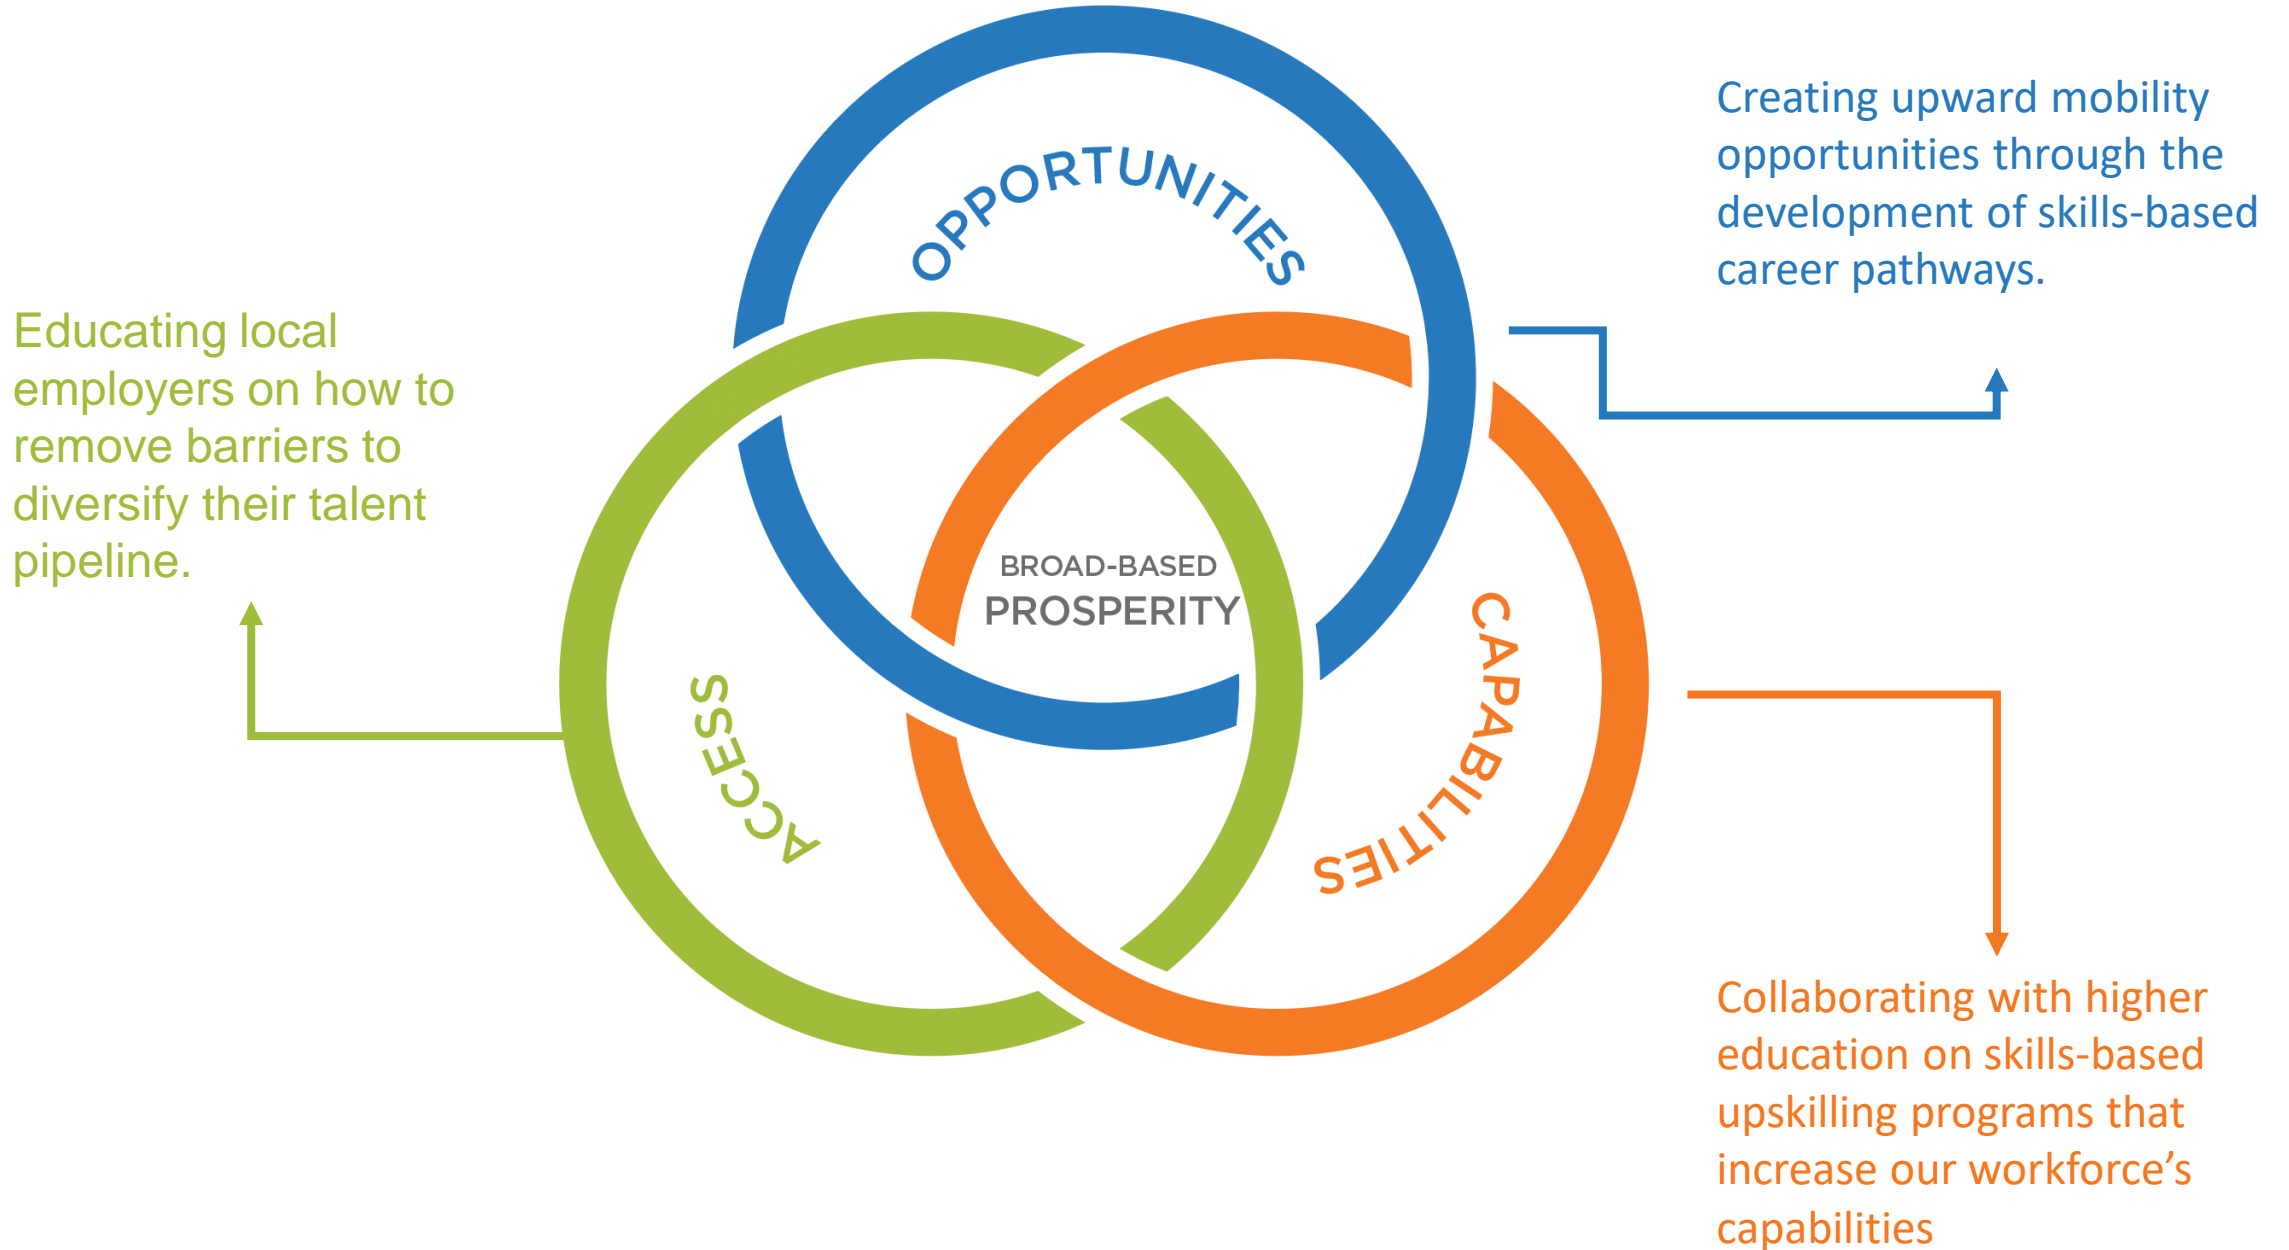 OPPORTUNITIES
Creating upward mobility
opportunities through the
development of skills-based
career pathways.
Educating local
employers on how to
remove barriers to
diversify their talent
pipeline.
BROAD-BASED
PROSPERITY
ACCESS
CAPABILITIES
Collaborating with higher
education on skills-based
upskilling programs that
increase our workforce’s
capabilities